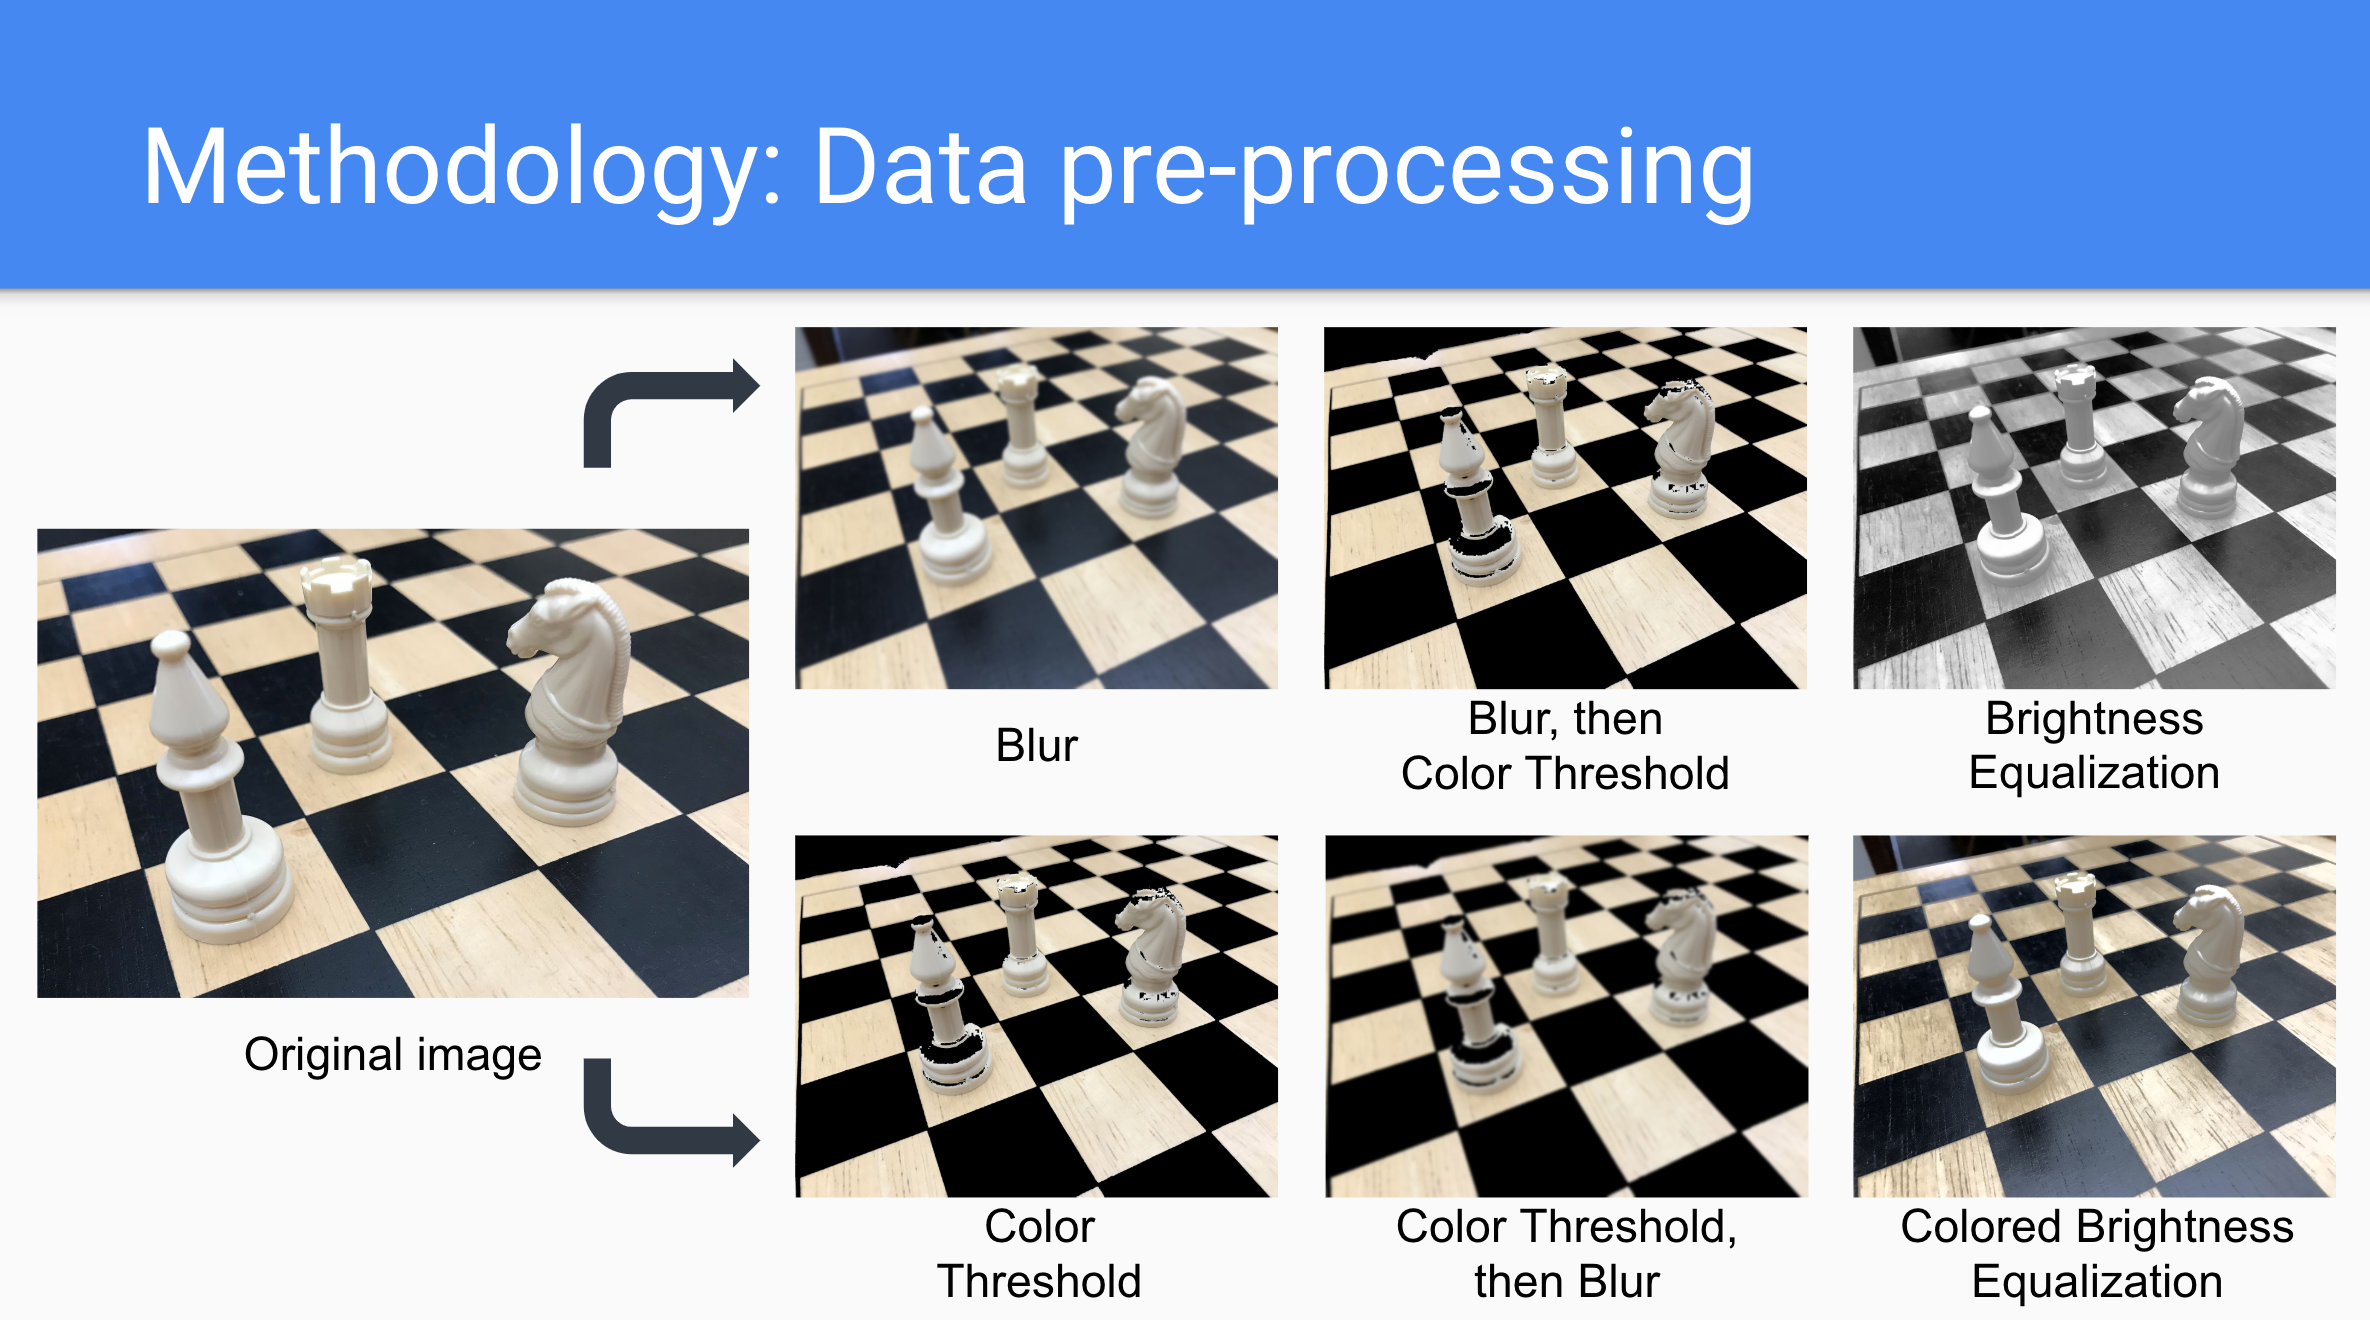 Methodology: Data pre-processing
Original image
Blur
Blur, then
Color Threshold
Brightness
Equalization
Color
Threshold
Color Threshold,
then Blur
Colored Brightness
Equalization